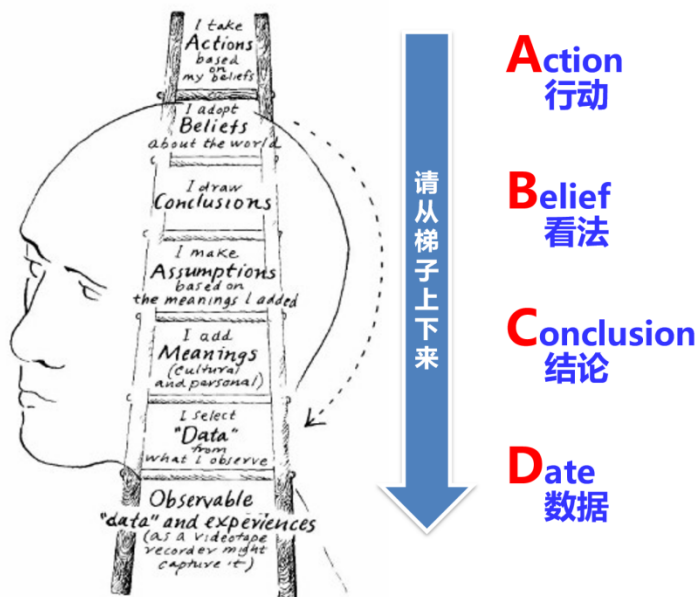 I take
Actions
based
on
my beliefs
I adopt
Beliefs
about the world
I draw
Conclusions
I make
Assumptions
based on
the meanings I added
I add
Meanings
(cultural
and personal)
I select
"Data"
from
what I observe
Observable
"data" and experiences
(as a videotape
recorder might
capture it)
请从梯子上下来
Action
行动
Belief
看法
Conclusion
结论
Date
数据